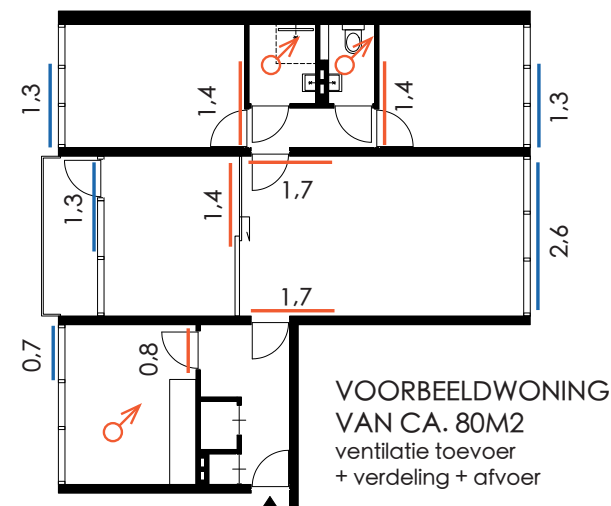 1,3
1,4
1,4
1,3
1,3
1,4
1,7
2,6
1,7
0,7
0,8
VOORBEELDWONING
VAN CA. 80M2
ventilatie toevoer
+ verdeling + afvoer